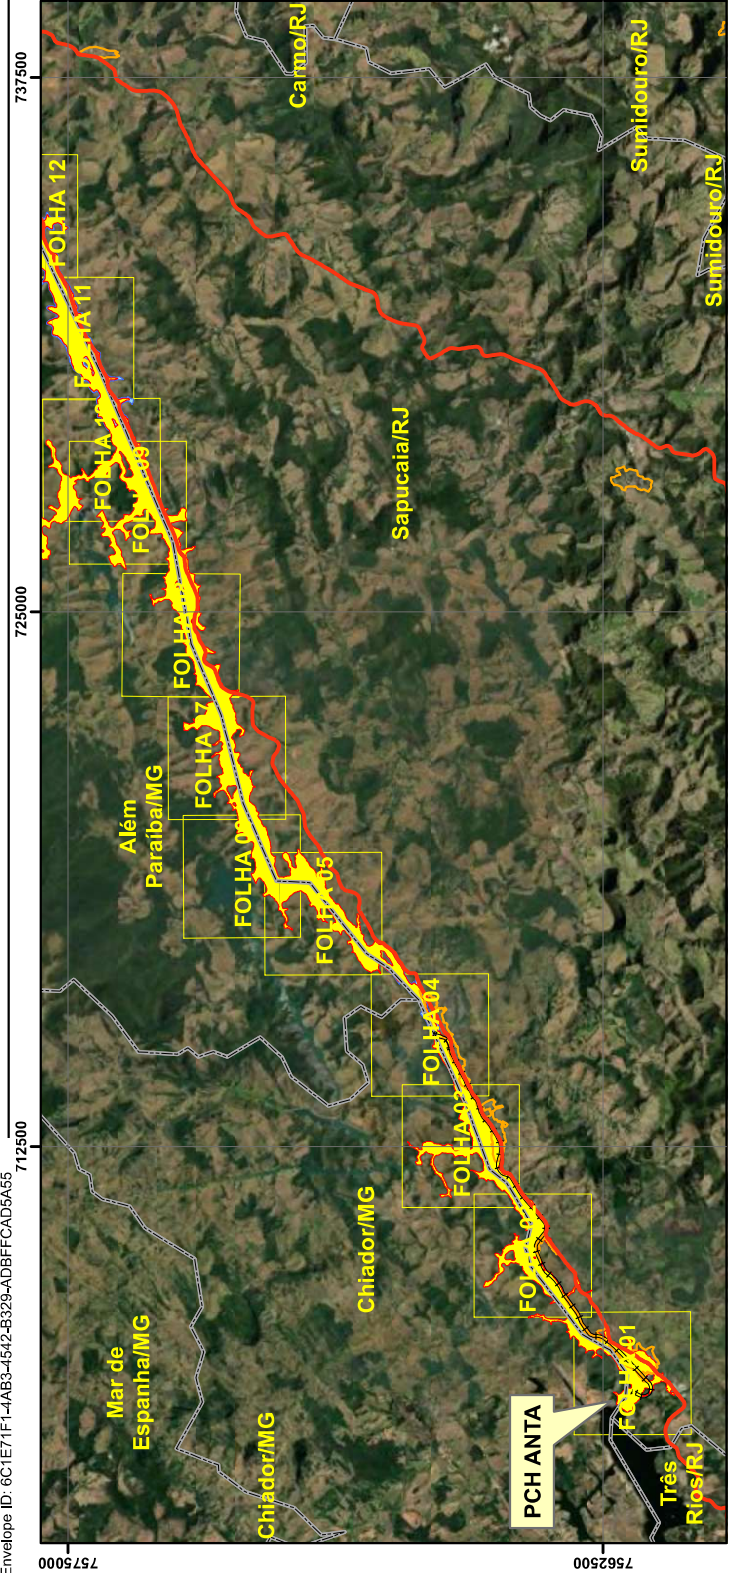 Envelope ID: 6C1E71F1-4AB3-4542-B329-ADBFFCAD5A55
712500
725000
737500
7575000
7562500
Mar de
Espanha/MG
Chiador/MG
Chiador/MG
Além
Paraíba/MG
Sapucaia/RJ
Carmo/RJ
Sumidouro/RJ
Sumidouro/RJ
Três
Rios/RJ
PCH ANTA
FOLHA 03
FOLHA 04
FOLHA 05
FOLHA 11
FOLHA 12